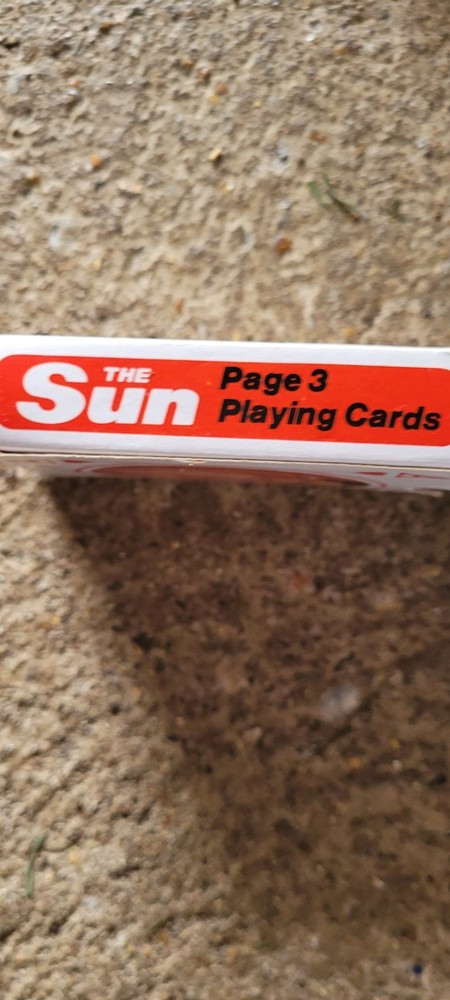 THE
Sun
Page 3
Playing Cards